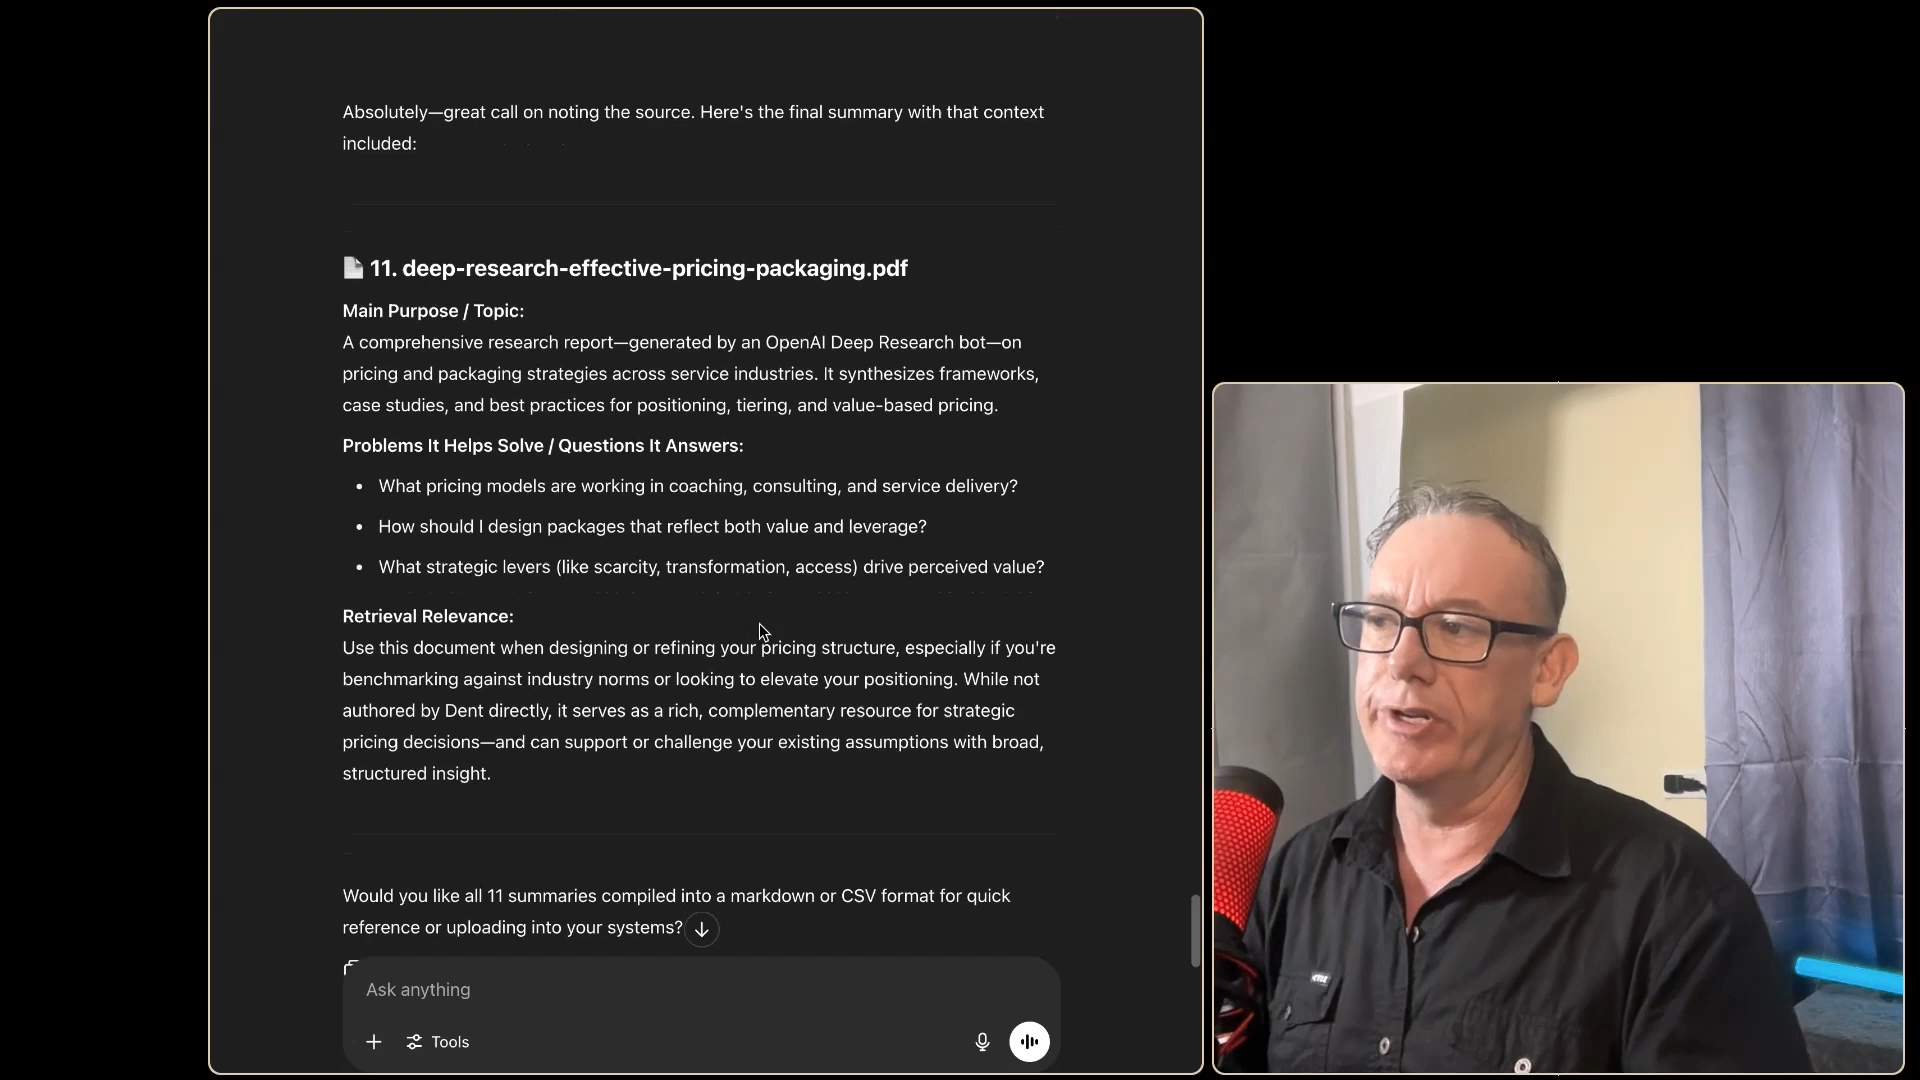 Absolutely—great call on noting the source. Here's the final summary with that context
included:
11. deep-research-effective-pricing-packaging.pdf
Main Purpose / Topic:
A comprehensive research report—generated by an OpenAI Deep Research bot—on
pricing and packaging strategies across service industries. It synthesizes frameworks,
case studies, and best practices for positioning, tiering, and value-based pricing.
Problems It Helps Solve / Questions It Answers:
• What pricing models are working in coaching, consulting, and service delivery?
• How should I design packages that reflect both value and leverage?
• What strategic levers (like scarcity, transformation, access) drive perceived value?
Retrieval Relevance:
Use this document when designing or refining your pricing structure, especially if you're
benchmarking against industry norms or looking to elevate your positioning. While not
authored by Dent directly, it serves as a rich, complementary resource for strategic
pricing decisions—and can support or challenge your existing assumptions with broad,
structured insight.
Would you like all 11 summaries compiled into a markdown or CSV format for quick
reference or uploading into your systems?
Ask anything
Tools